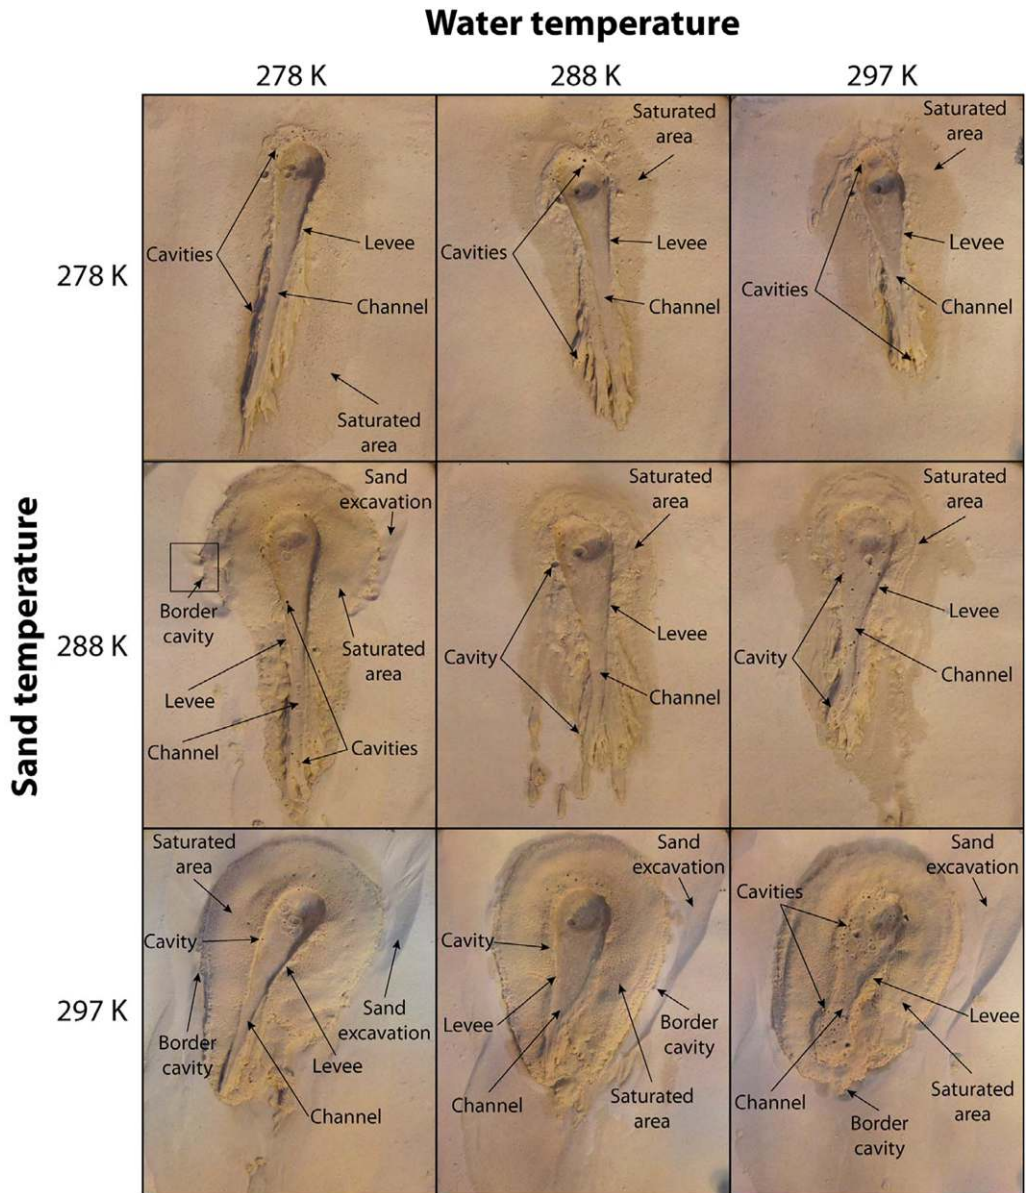 Water temperature
278 K
288 K
297 K
Sand temperature
278 K
Cavities
Levee
Channel
Saturated
area
Saturated
area
Cavities
Levee
Channel
Saturated
area
Cavities
Levee
Channel
288 K
Sand
excavation
Border
cavity
Saturated
area
Levee
Channel
Cavities
Saturated
area
Levee
Cavity
Channel
Saturated
area
Levee
Cavity
Channel
297 K
Saturated
area
Cavity
Sand
excavation
Border
cavity
Levee
Channel
Sand
excavation
Cavity
Levee
Border
cavity
Channel
Saturated
area
Sand
excavation
Cavities
Levee
Channel
Saturated
area
Border
cavity